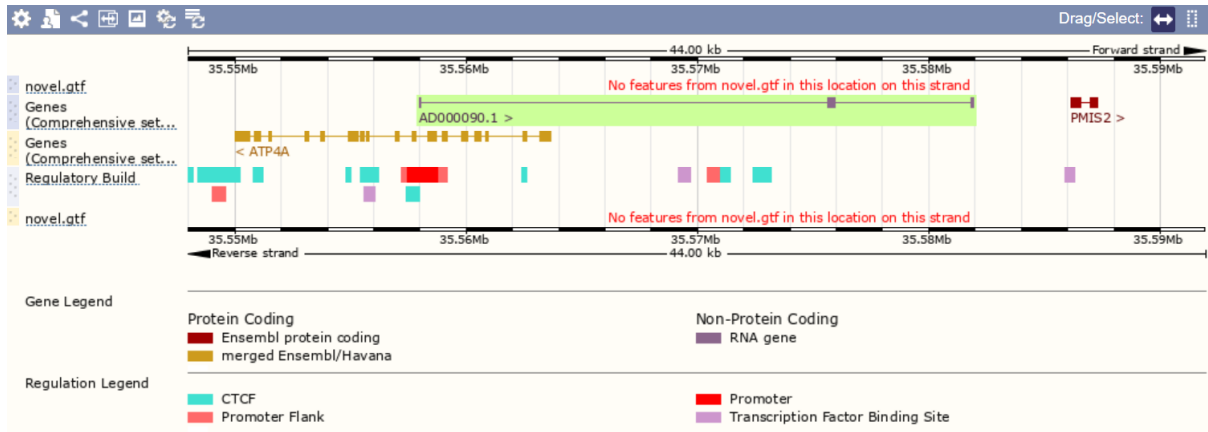 Drag/Select:
44.00 kb Forward strand
35.55Mb 35.56Mb 35.57Mb 35.58Mb 35.59Mb
novel.gtf No features from novel.gtf in this location on this strand
Genes
(Comprehensive set...
AD000090.1 > PMIS2 >
Genes
(Comprehensive set...
< ATP4A
Regulatory Build
novel.gtf No features from novel.gtf in this location on this strand
35.55Mb 35.56Mb 35.57Mb 35.58Mb 35.59Mb
Reverse strand 44.00 kb
Gene Legend
Protein Coding Non-Protein Coding
Ensembl protein coding RNA gene
merged Ensembl/Havana
Regulation Legend
CTCF Promoter
Promoter Flank Transcription Factor Binding Site